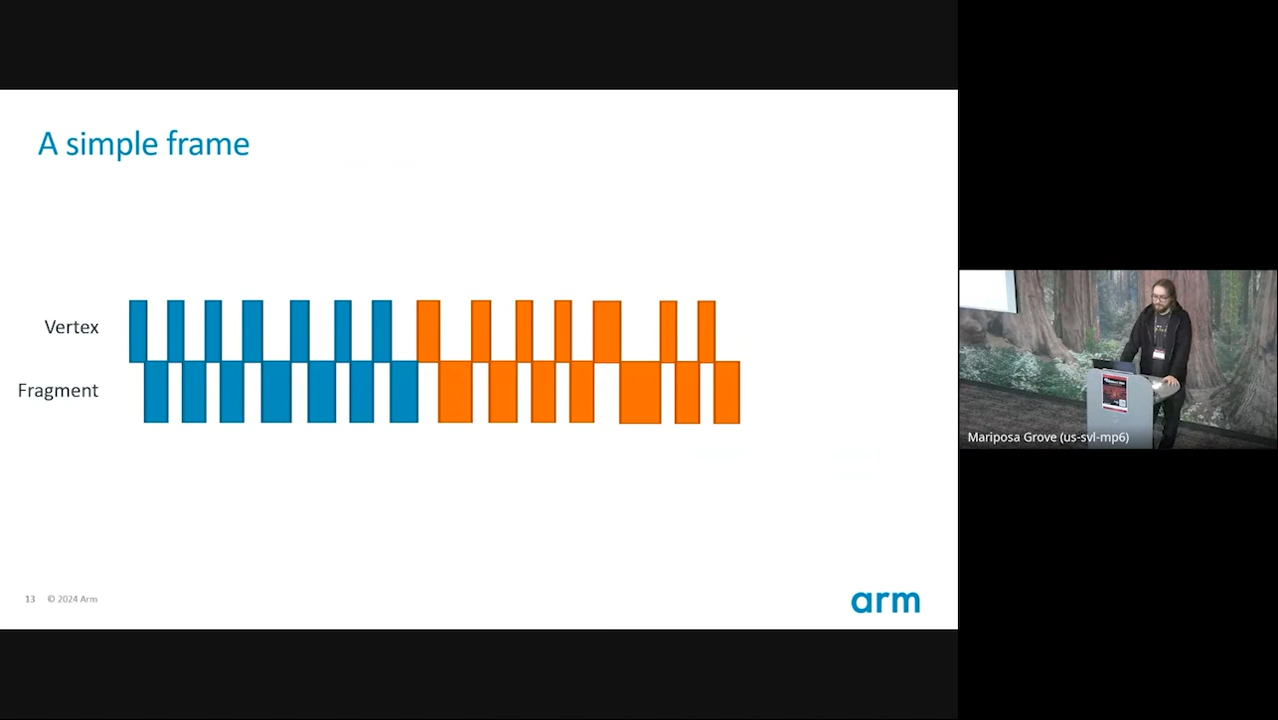 A simple frame
Vertex
Fragment
13 © 2024 Arm
arm
Mariposa Grove (us-svl-mp6)